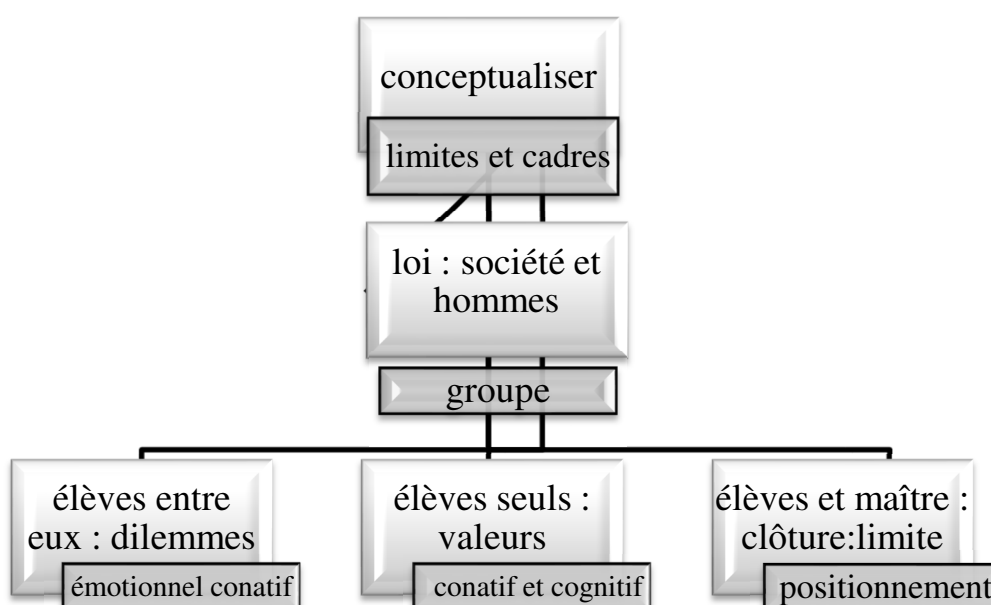 conceptualiser
limites et cadres
loi : société et
hommes
groupe
élèves entre
eux : dilemmes
émotionnel conatif
élèves seuls :
valeurs
conatif et cognitif
élèves et maître :
clôture:limite
positionnement